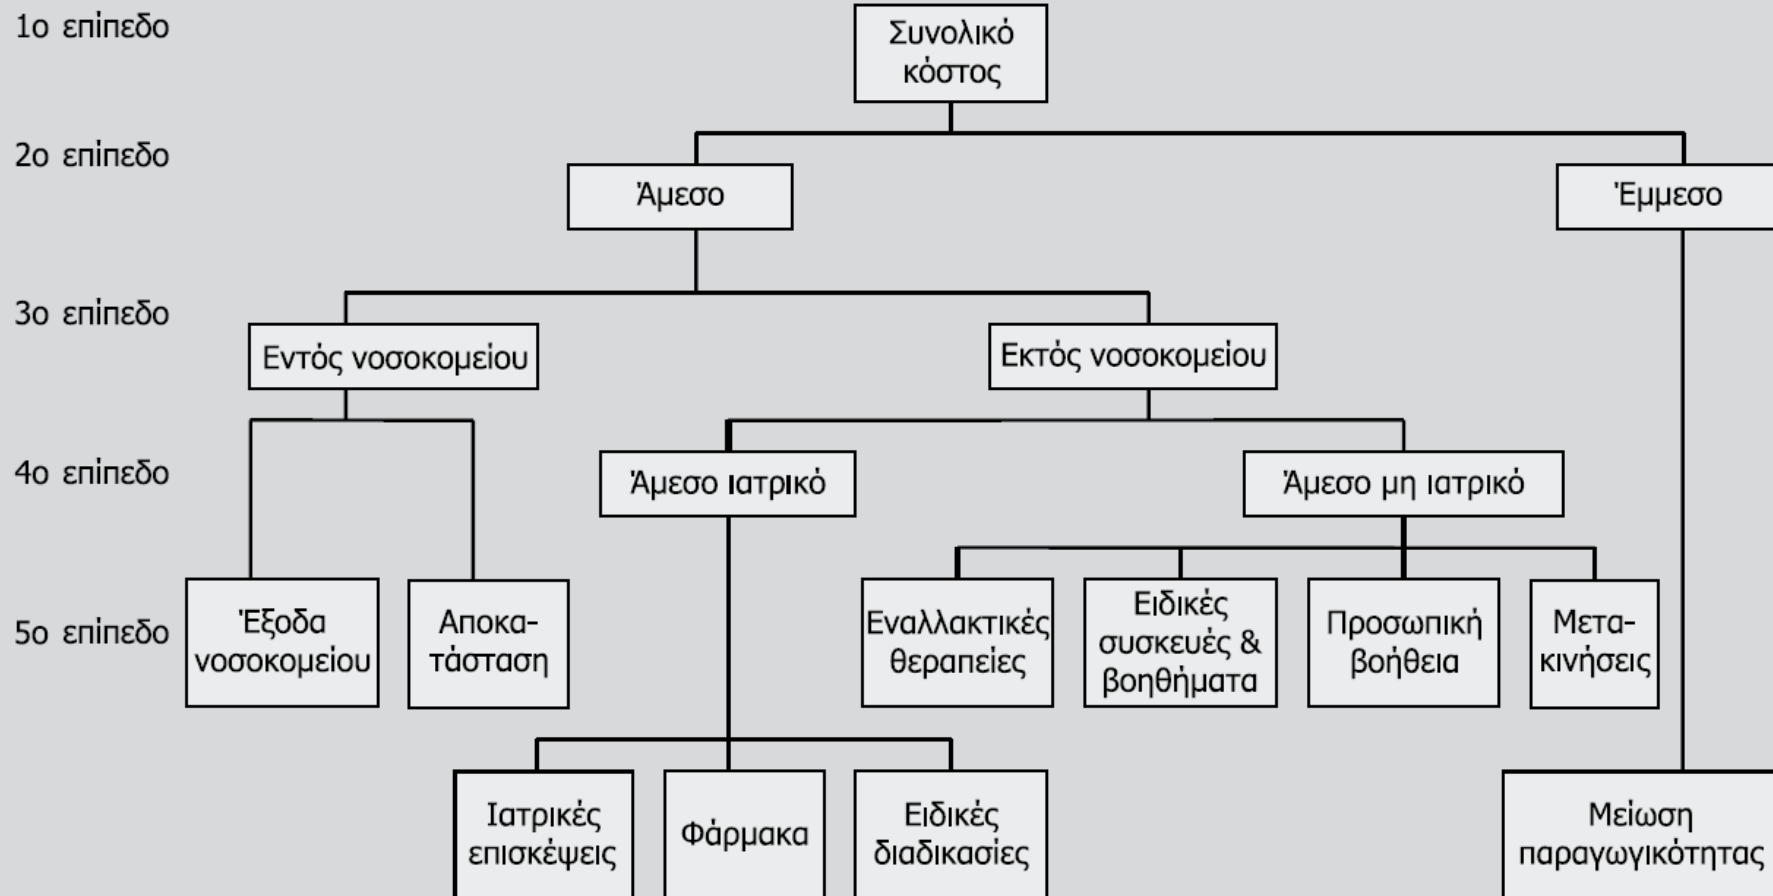 1ο επίπεδο
Συνολικό
κόστος
2ο επίπεδο
Άμεσο
Έμμεσο
3ο επίπεδο
Εντός νοσοκομείου
Εκτός νοσοκομείου
4ο επίπεδο
Άμεσο ιατρικό
Άμεσο μη ιατρικό
5ο επίπεδο
Έξοδα
νοσοκομείου
Αποκα-
τάσταση
Εναλλακτικές
θεραπείες
Ειδικές
συσκευές &
βοηθήματα
Προσωπική
βοήθεια
Μετα-
κινήσεις
Ιατρικές
επισκέψεις
Φάρμακα
Ειδικές
διαδικασίες
Μείωση
παραγωγικότητας